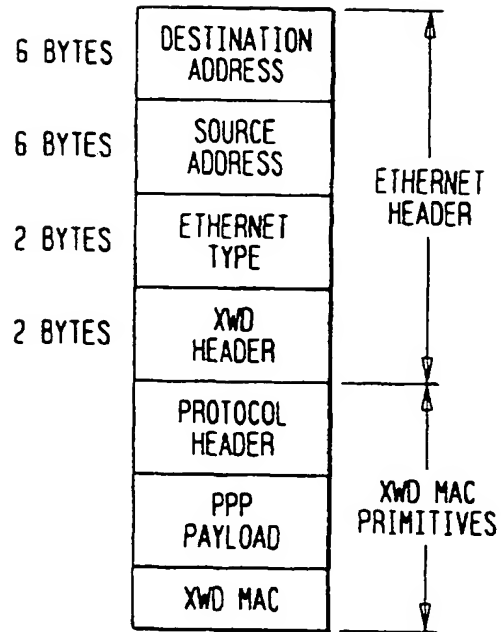 6 BYTES
DESTINATION
ADDRESS
6 BYTES
SOURCE
ADDRESS
2 BYTES
ETHERNET
TYPE
2 BYTES
XWD
HEADER
ETHERNET
HEADER
PROTOCOL
HEADER
PPP
PAYLOAD
XWD MAC
XWD MAC
PRIMITIVES